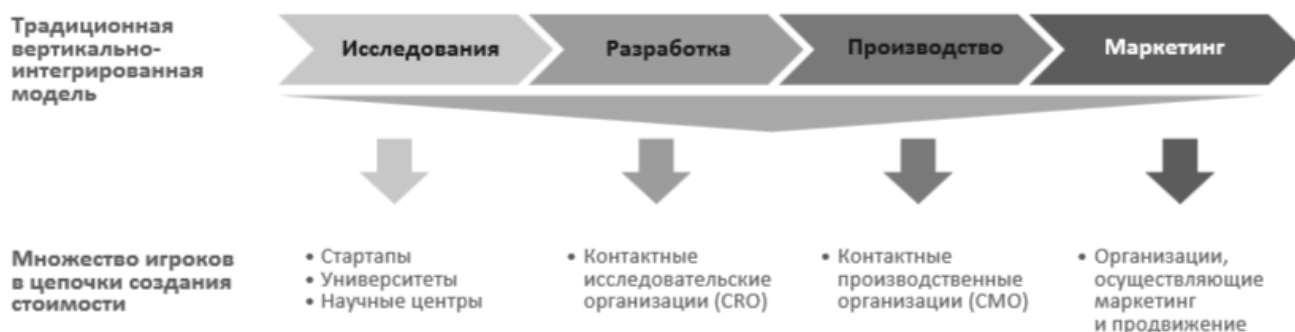 Традиционная
вертикально-
интегрированная
модель
Исследования
Разработка
Производство
Маркетинг
Множество игроков
в цепочки создания
стоимости
• Стартапы
• Университеты
• Научные центры
• Контактные
исследовательские
организации (CRO)
• Контактные
производственные
организации (CMO)
• Организации,
осуществляющие
маркетинг
и продвижение